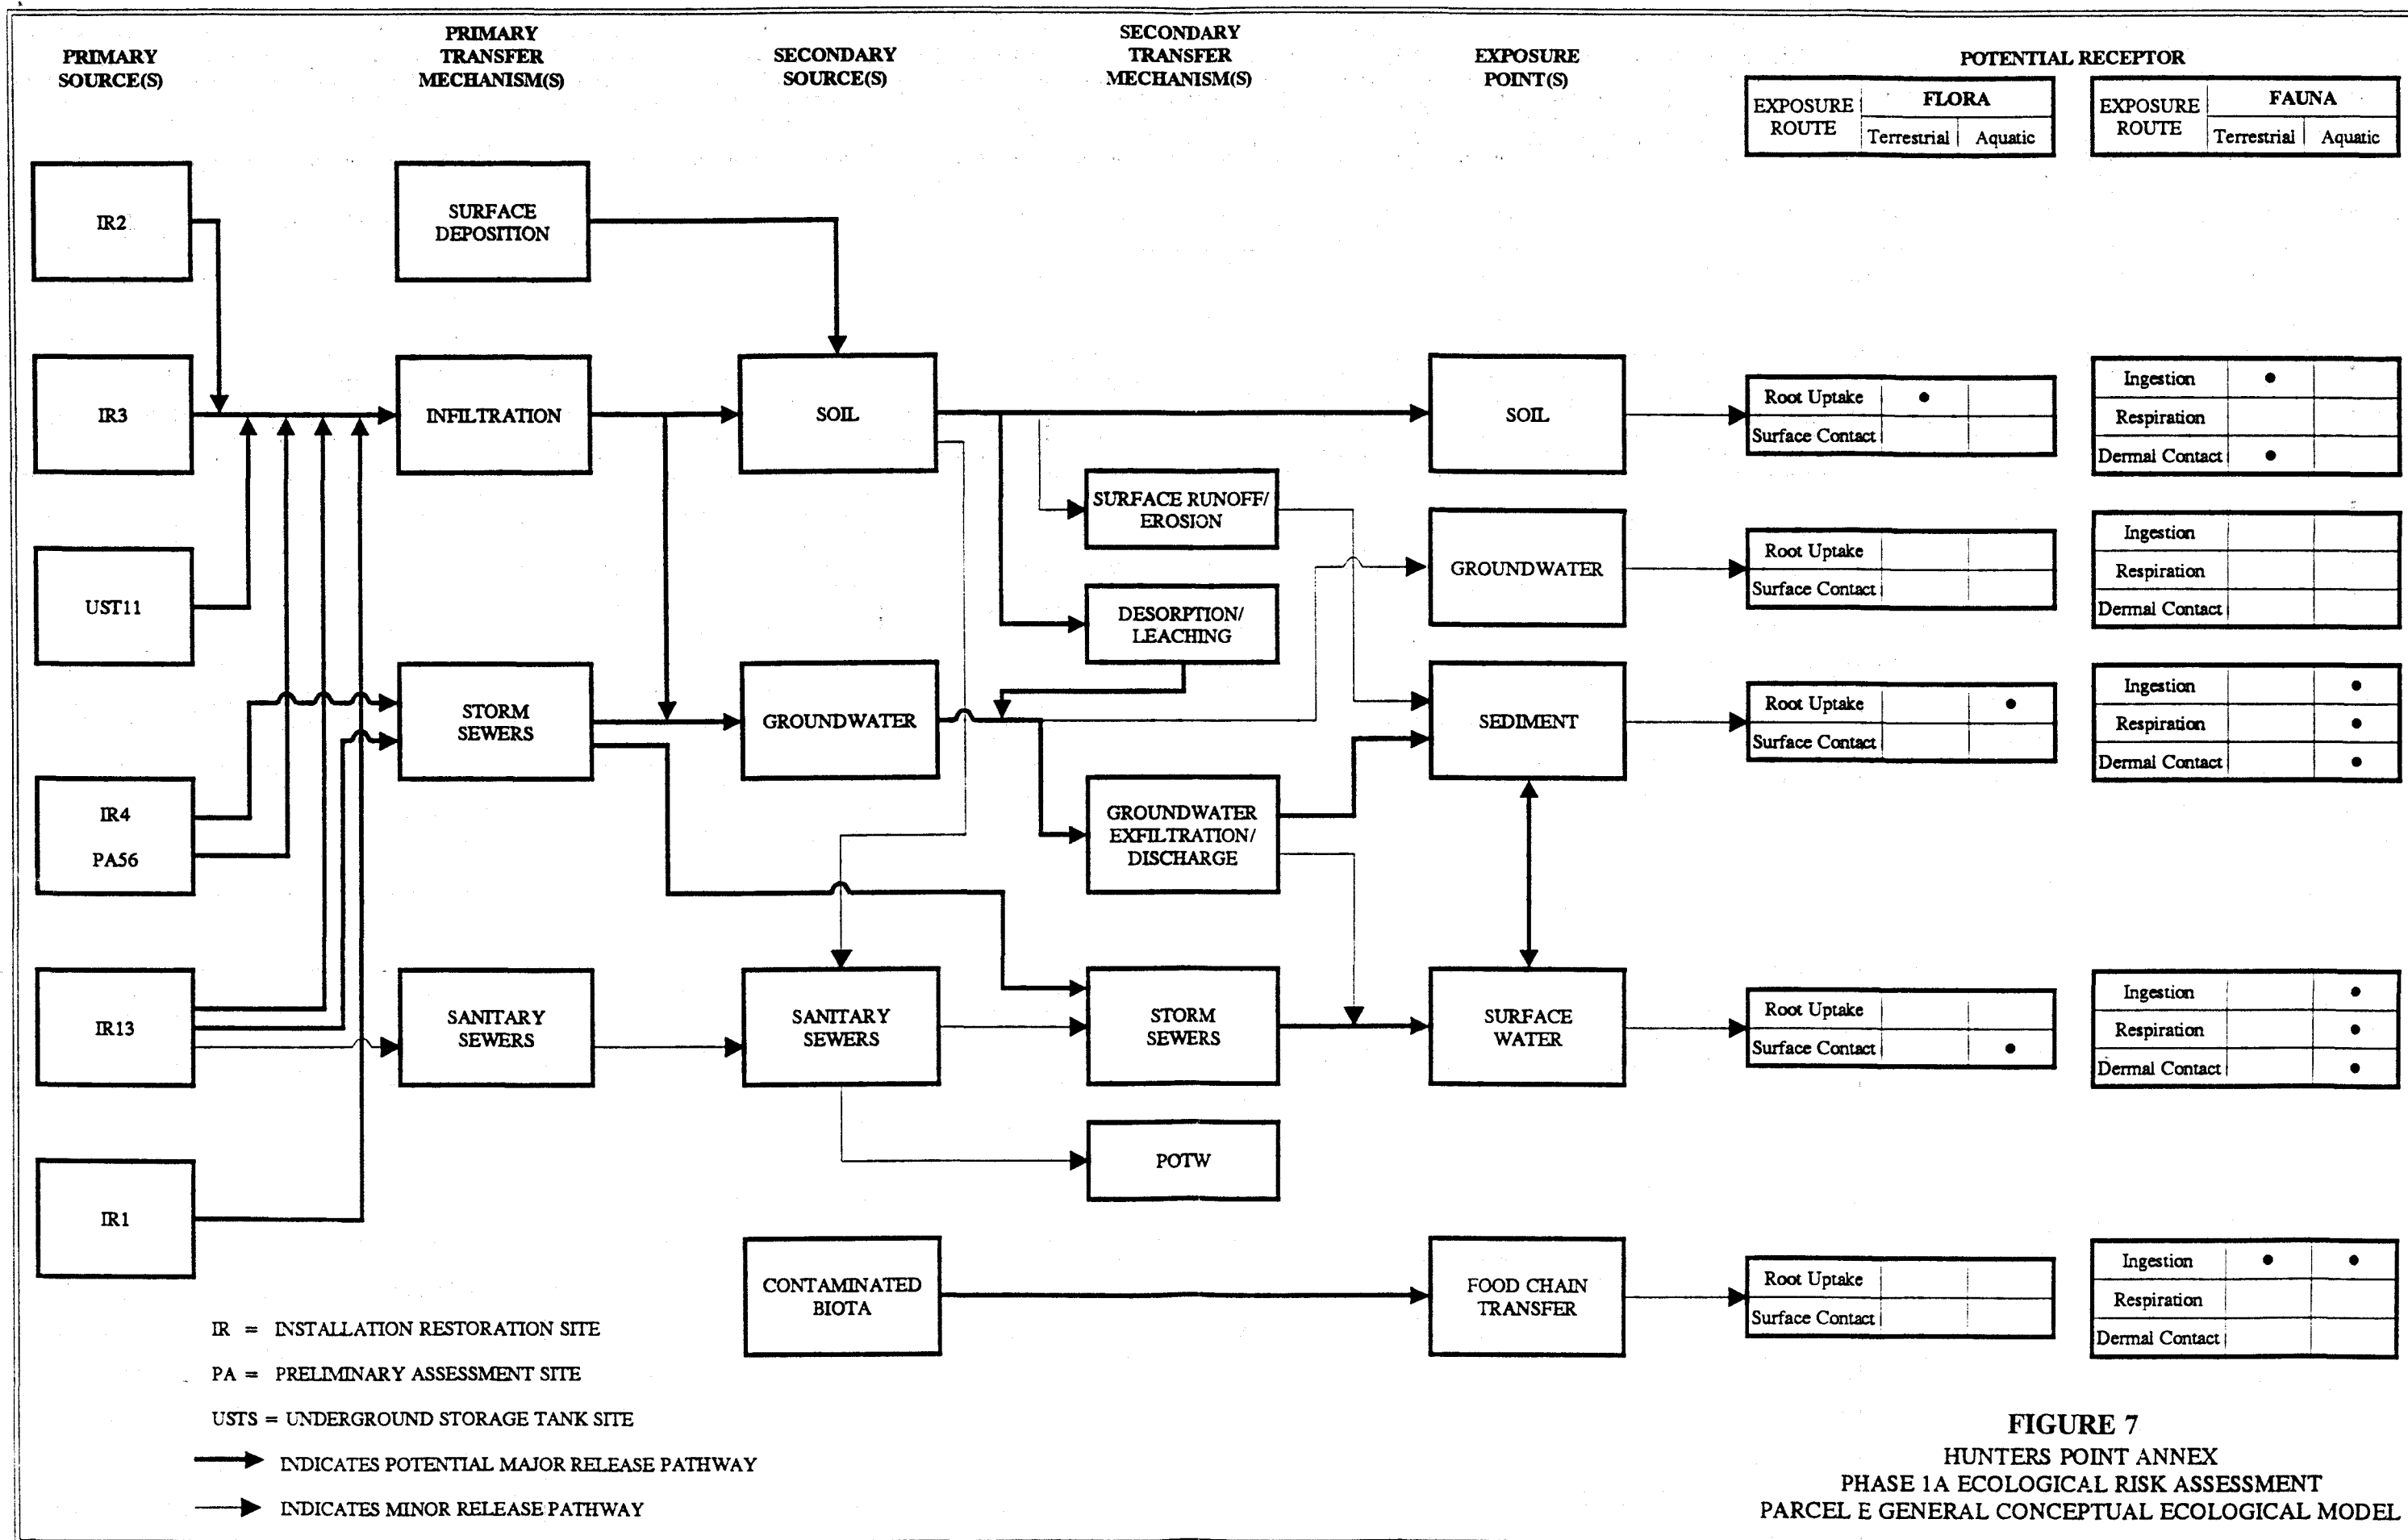 PRIMARY
SOURCE(S)
PRIMARY
TRANSFER
MECHANISM(S)
SECONDARY
SOURCE(S)
SECONDARY
TRANSFER
MECHANISM(S)
EXPOSURE
POINT(S)
POTENTIAL RECEPTOR
EXPOSURE
ROUTE
FLORA
Terrestrial
Aquatic
EXPOSURE
ROUTE
FAUNA
Terrestrial
Aquatic
IR2
SURFACE
DEPOSITION
IR3
INFILTRATION
SOIL
SOIL
Root Uptake
Surface Contact
Ingestion
Respiration
Dermal Contact
SURFACE RUNOFF/
EROSION
UST11
DESORPTION/
LEACHING
GROUNDWATER
Root Uptake
Surface Contact
Ingestion
Respiration
Dermal Contact
STORM
SEWERS
GROUNDWATER
SEDIMENT
Root Uptake
Surface Contact
Ingestion
Respiration
Dermal Contact
IR4
PA56
GROUNDWATER
EXFILTRATION/
DISCHARGE
IR13
SANITARY
SEWERS
SANITARY
SEWERS
STORM
SEWERS
SURFACE
WATER
Root Uptake
Surface Contact
Ingestion
Respiration
Dermal Contact
POTW
IR1
CONTAMINATED
BIOTA
FOOD CHAIN
TRANSFER
Root Uptake
Surface Contact
Ingestion
Respiration
Dermal Contact
IR = INSTALLATION RESTORATION SITE
PA = PRELIMINARY ASSESSMENT SITE
USTS = UNDERGROUND STORAGE TANK SITE
INDICATES POTENTIAL MAJOR RELEASE PATHWAY
INDICATES MINOR RELEASE PATHWAY
FIGURE 7
HUNTERS POINT ANNEX
PHASE 1A ECOLOGICAL RISK ASSESSMENT
PARCEL E GENERAL CONCEPTUAL ECOLOGICAL MODEL